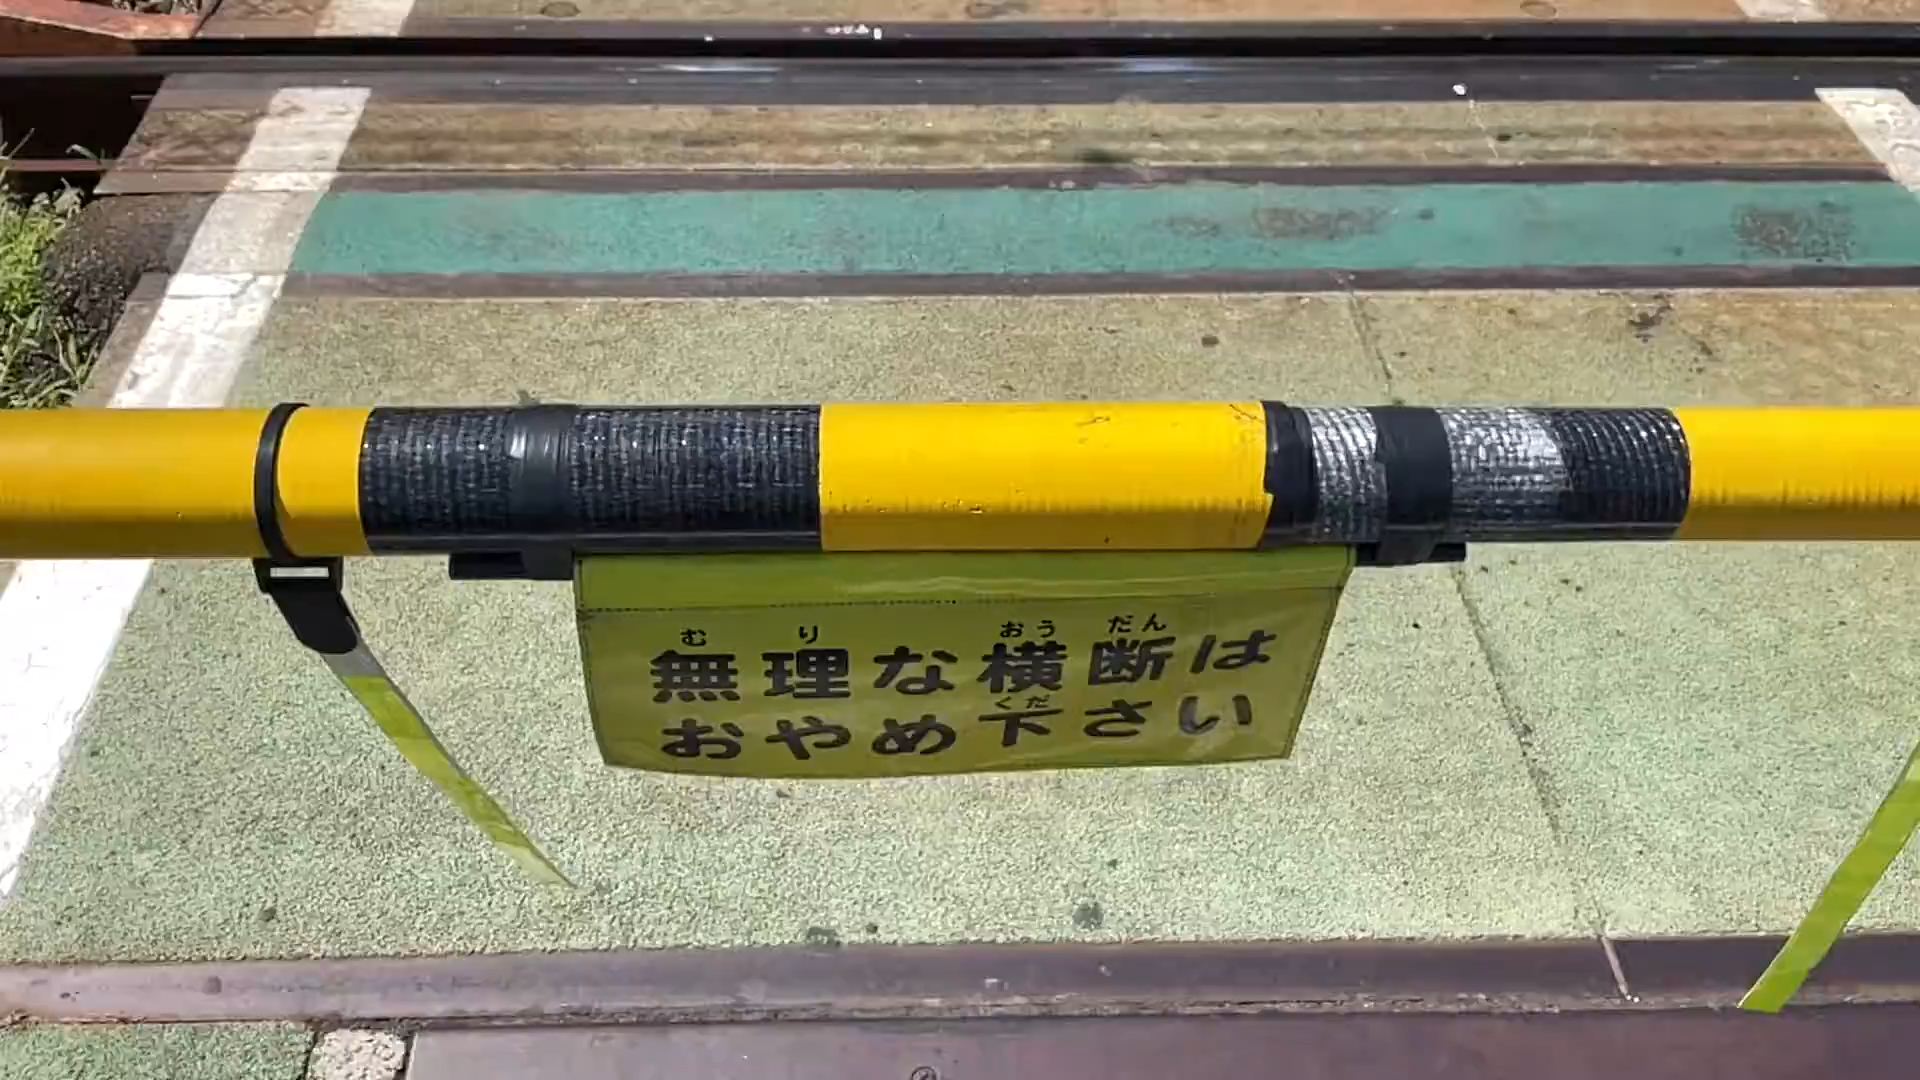 むり おうだん
無理な横断は
くだ
おやめ下さい